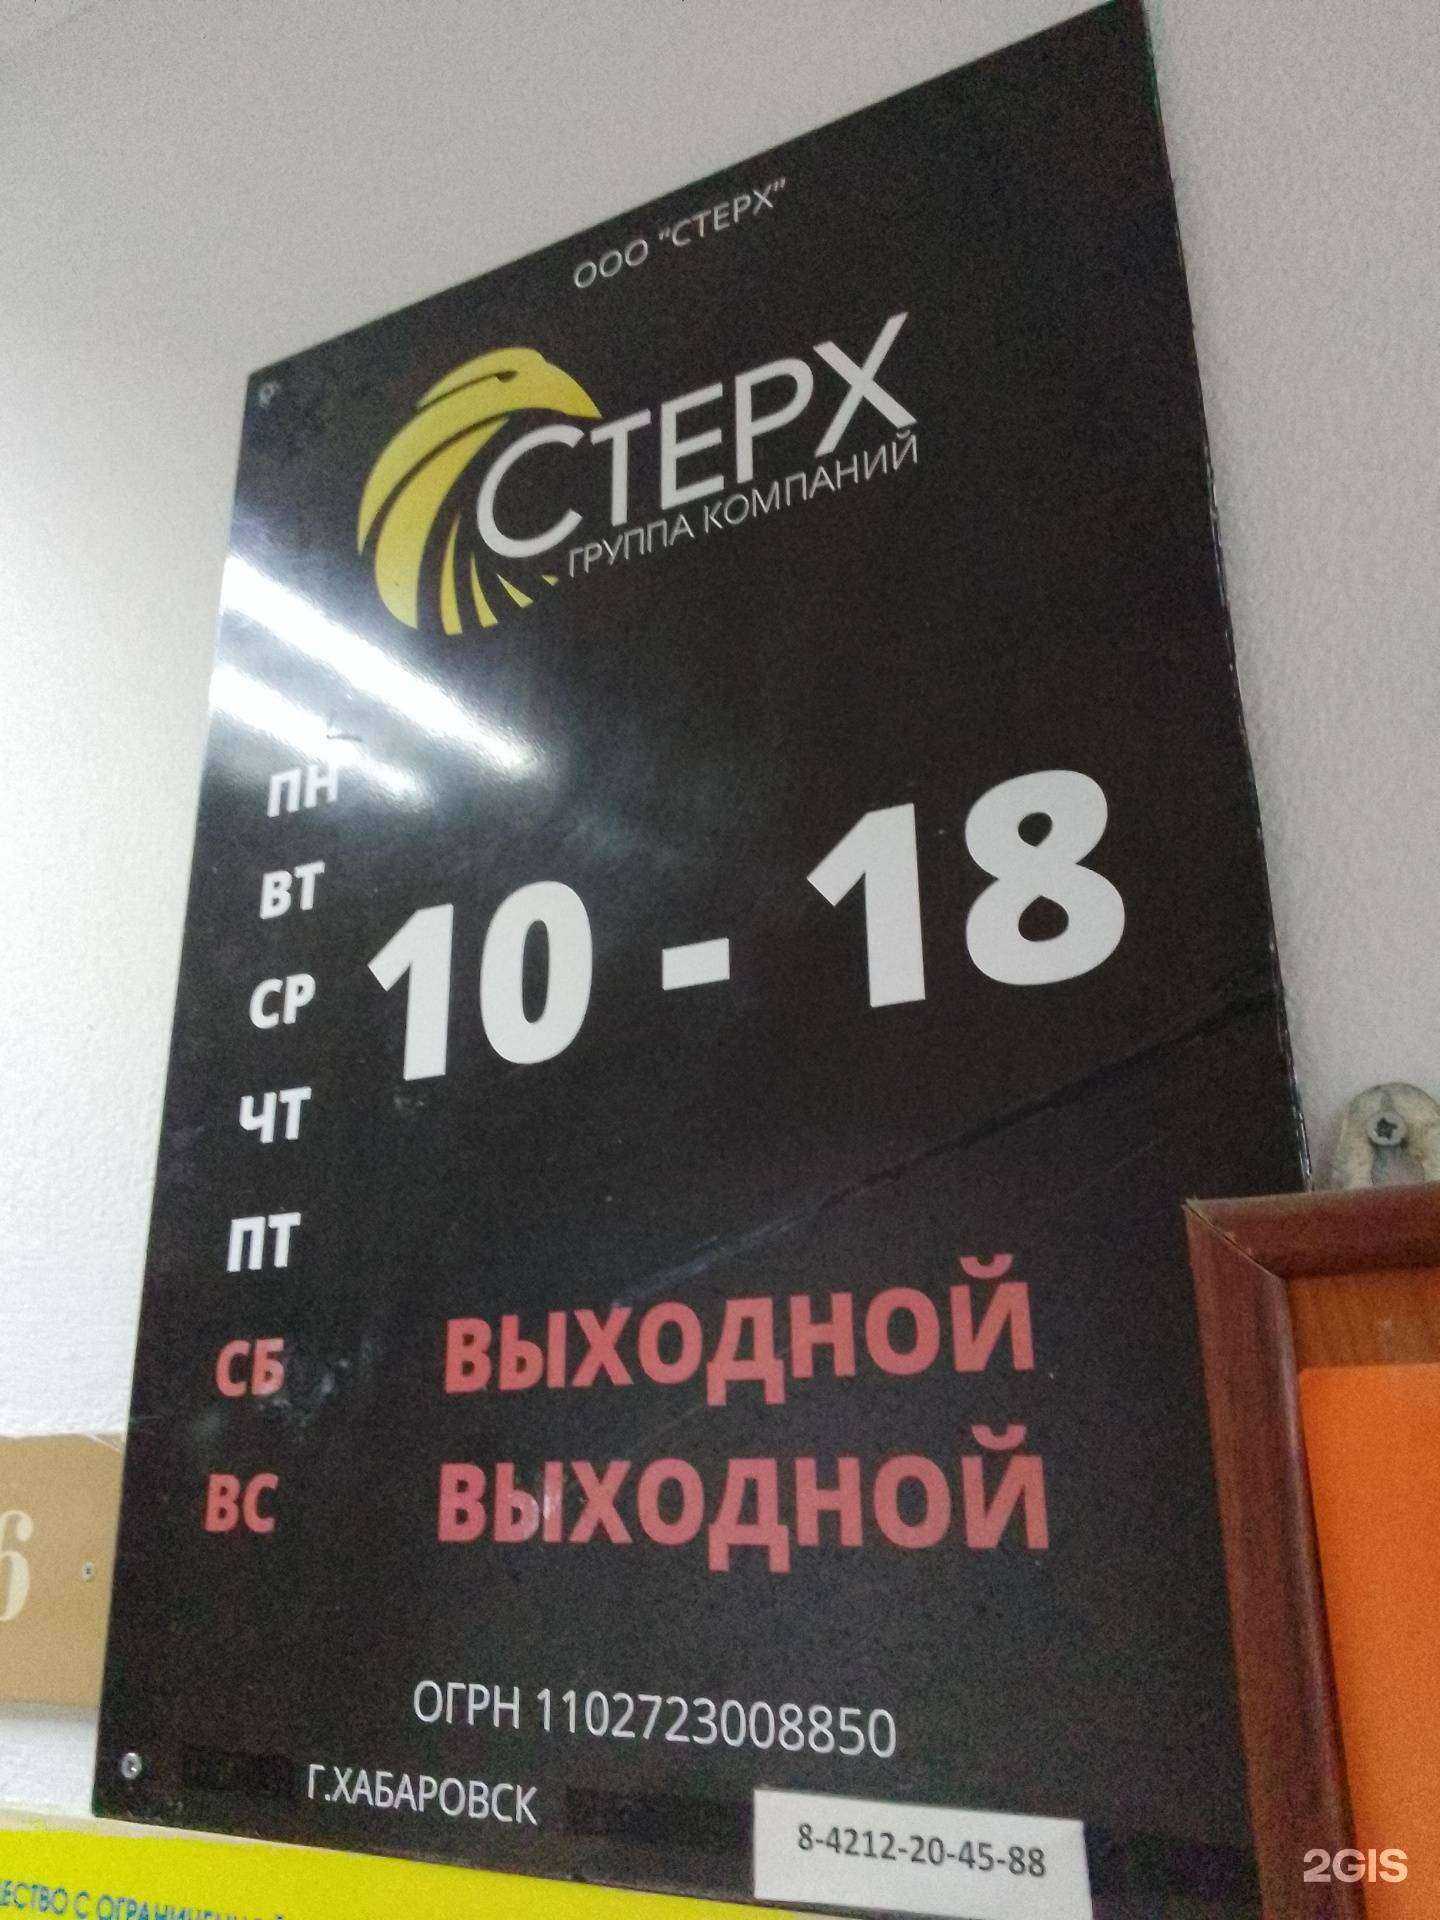 ООО "СТЕРХ"
СТЕРХ
ГРУППА КОМПАНИЙ
ПН
ВТ
СР
ЧТ
ПТ
10 - 18
СБ ВЫХОДНОЙ
ВС ВЫХОДНОЙ
6
ОГРН 1102723008850
Г.ХАБАРОВСК
8-4212-20-45-88
2GIS
С